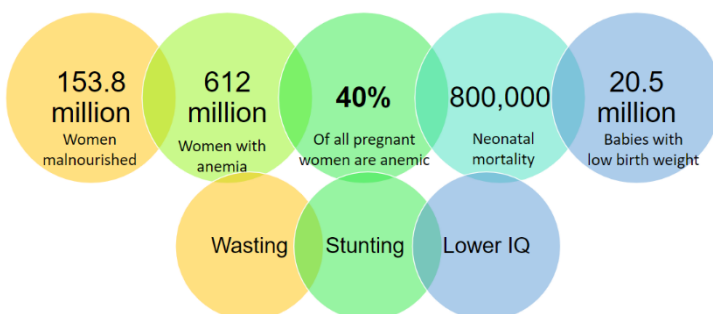 153.8
million
Women
malnourished
612
million
Women with
anemia
40%
Of all pregnant
women are anemic
800,000
Neonatal
mortality
20.5
million
Babies with
low birth weight
Wasting
Stunting
Lower IQ